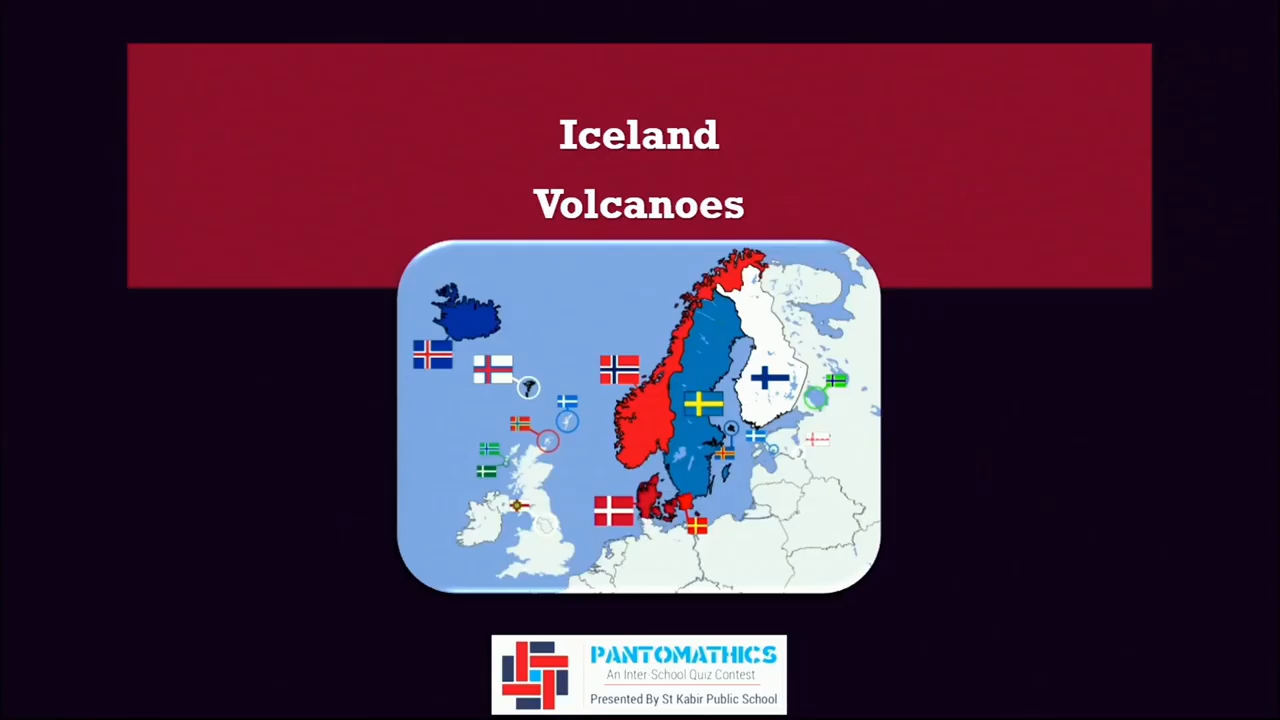 Iceland
Volcanoes
PANTOMATHICS
An Inter-School Quiz Contest
Presented By St Kabir Public School